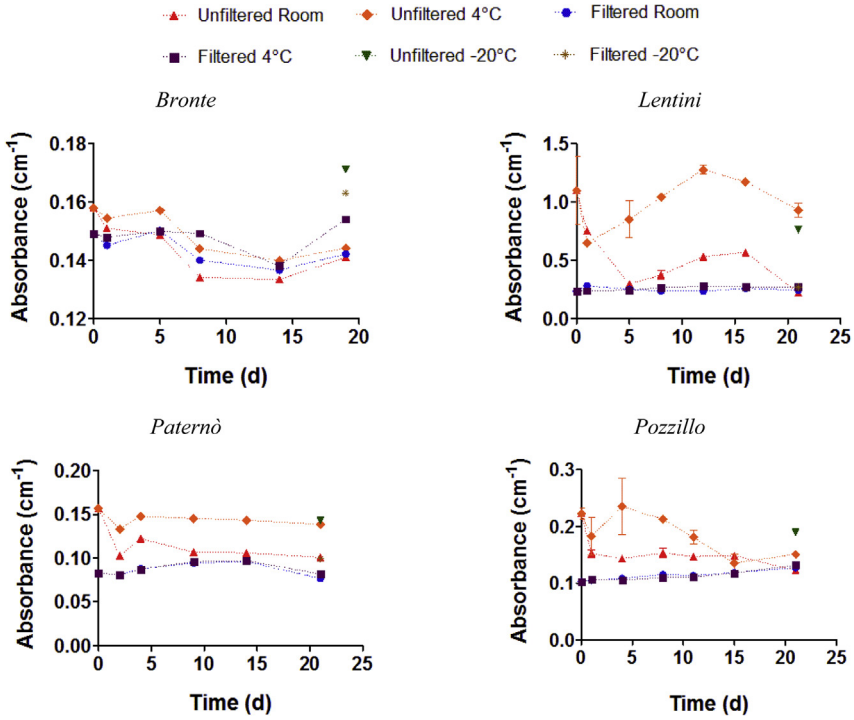 Unfiltered Room Unfiltered 4°C Filtered Room
Filtered 4°C Unfiltered -20°C Filtered -20°C
Bronte
Absorbance (cm⁻¹)
0.18
0.16
0.14
0.12
0 5 10 15 20
Time (d)
Lentini
Absorbance (cm⁻¹)
1.5
1.0
0.5
0.0
0 5 10 15 20 25
Time (d)
Paternò
Absorbance (cm⁻¹)
0.20
0.15
0.10
0.05
0.00
0 5 10 15 20 25
Time (d)
Pozzillo
Absorbance (cm⁻¹)
0.3
0.2
0.1
0.0
0 5 10 15 20 25
Time (d)